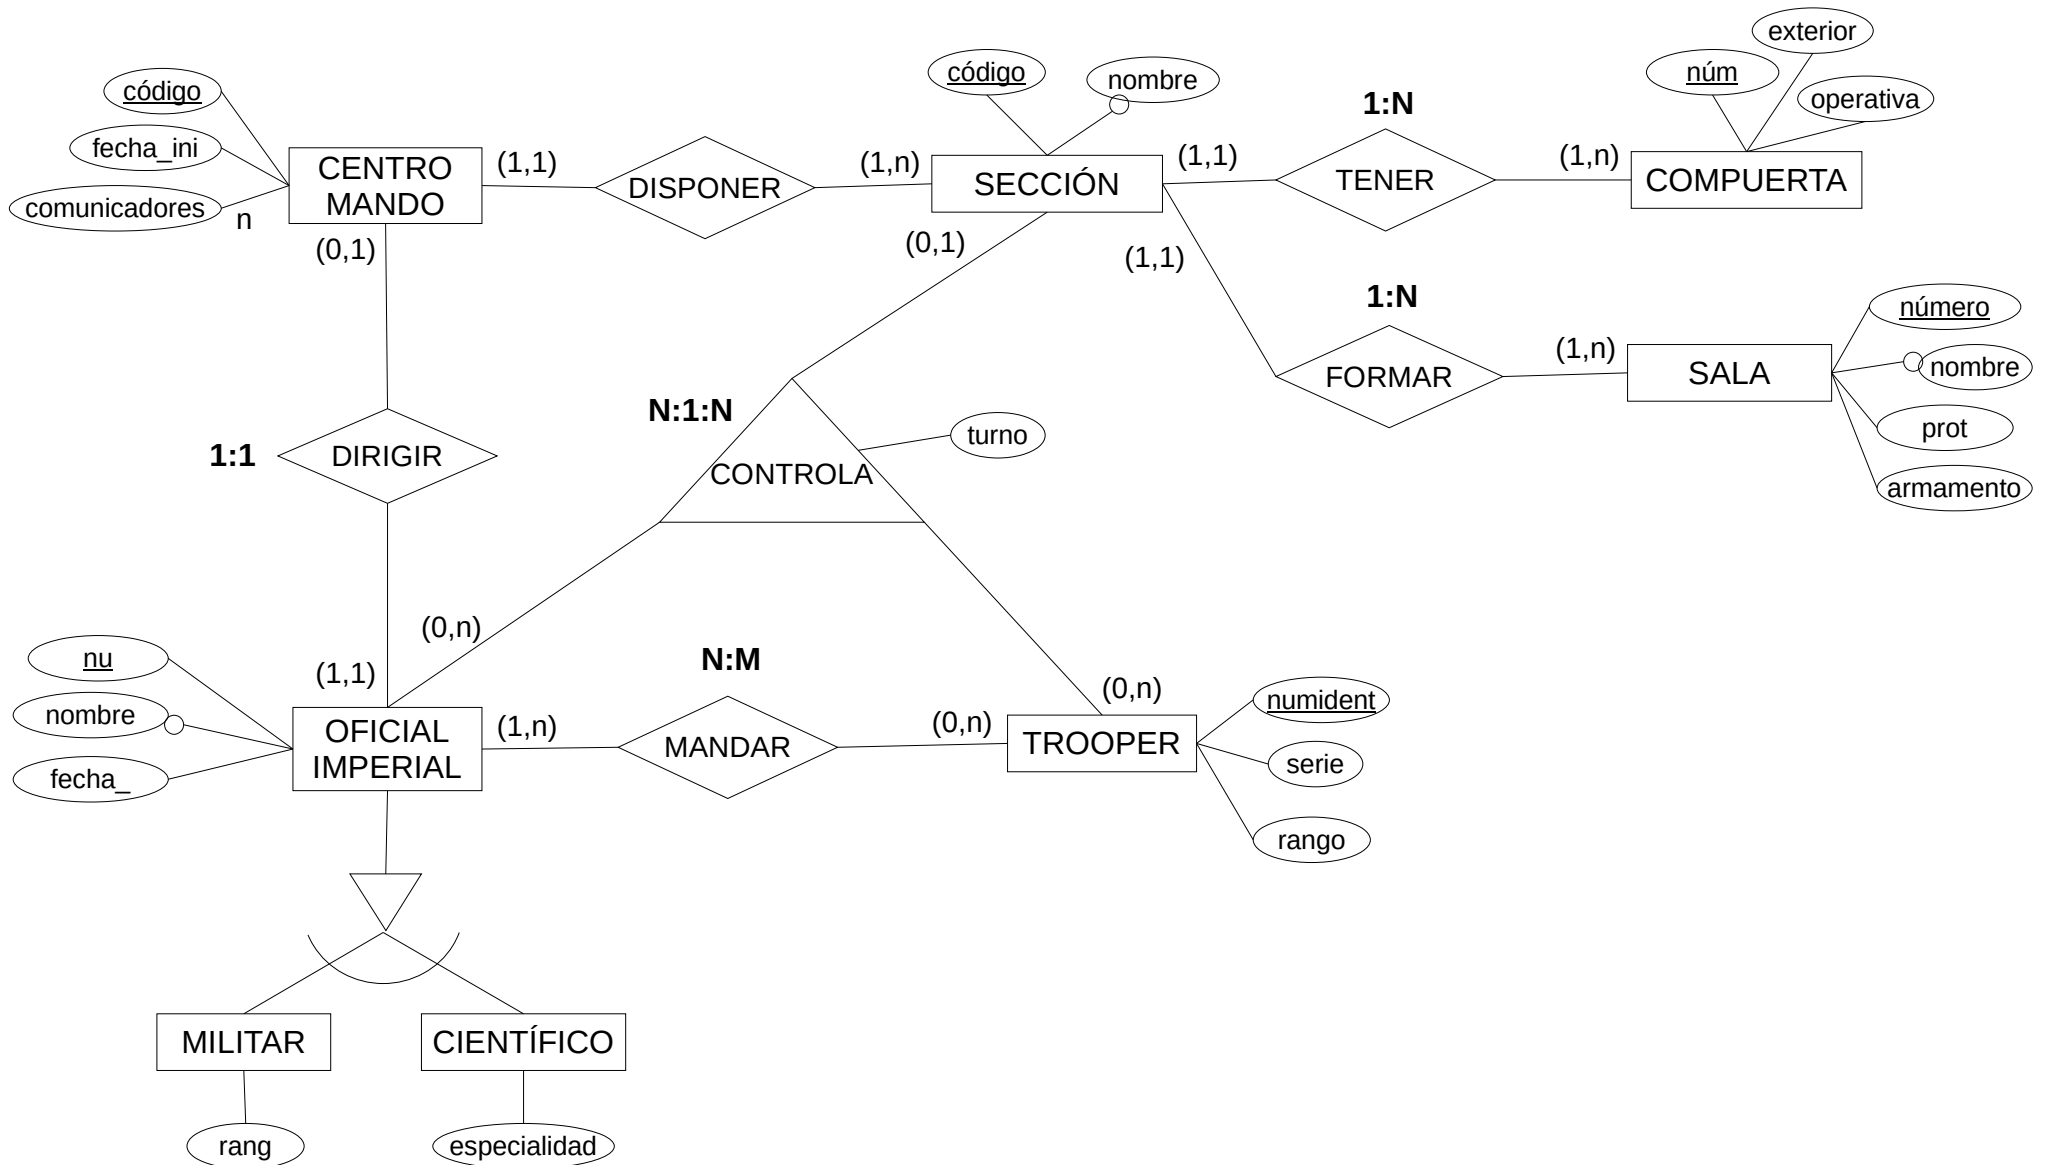 exterior
código
nombre
núm
código
operativa
1:N
fecha_ini
CENTRO
MANDO
(1,1)
DISPONER
(1,n)
SECCIÓN
(1,1)
TENER
(1,n)
COMPUERTA
comunicadores
n
(0,1)
(0,1)
(1,1)
1:N
número
FORMAR
(1,n)
SALA
nombre
N:1:N
turno
prot
1:1
DIRIGIR
CONTROLA
armamento
(0,n)
nu
(1,1)
N:M
(0,n)
nombre
OFICIAL
IMPERIAL
(1,n)
MANDAR
(0,n)
TROOPER
numident
fecha_
serie
rango
MILITAR
CIENTÍFICO
rang
especialidad